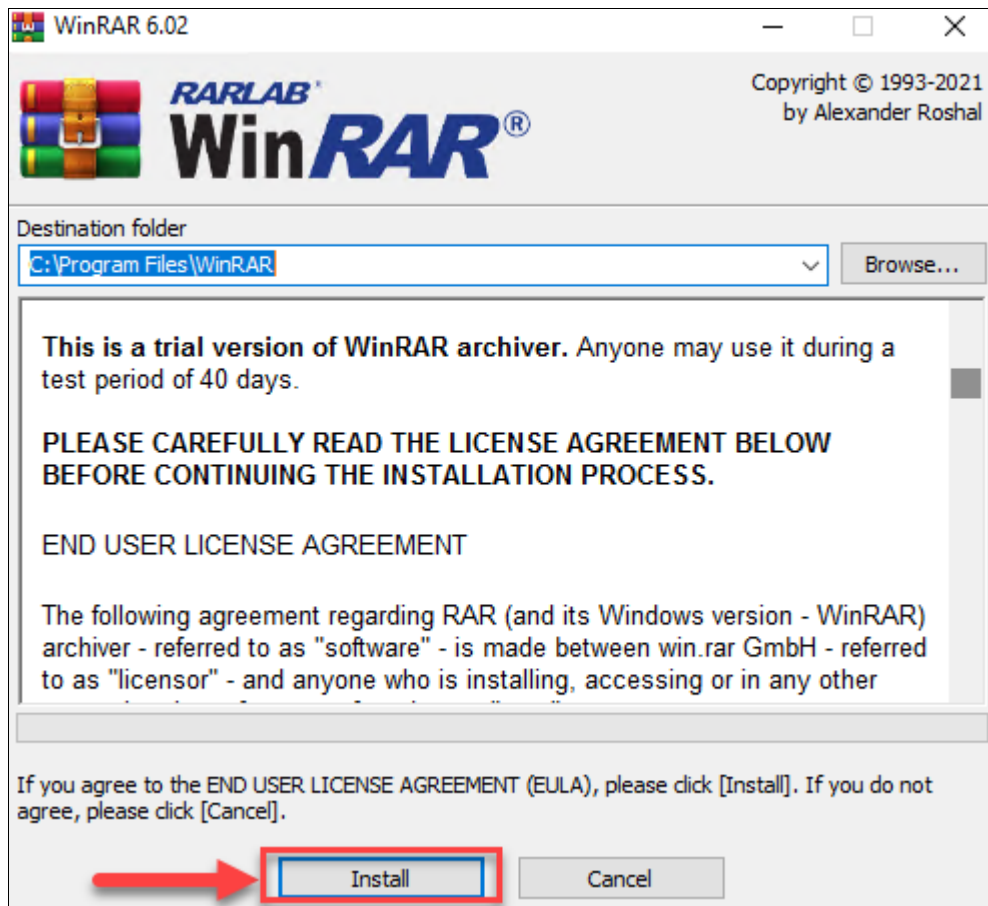 WinRAR 6.02
RARLAB®
WinRAR®
Copyright © 1993-2021
by Alexander Roshal
Destination folder
C:\Program Files\WinRAR
Browse...
This is a trial version of WinRAR archiver. Anyone may use it during a
test period of 40 days.
PLEASE CAREFULLY READ THE LICENSE AGREEMENT BELOW
BEFORE CONTINUING THE INSTALLATION PROCESS.
END USER LICENSE AGREEMENT
The following agreement regarding RAR (and its Windows version - WinRAR)
archiver - referred to as "software" - is made between win.rar GmbH - referred
to as "licensor" - and anyone who is installing, accessing or in any other
If you agree to the END USER LICENSE AGREEMENT (EULA), please click [Install]. If you do not
agree, please click [Cancel].
Install
Cancel